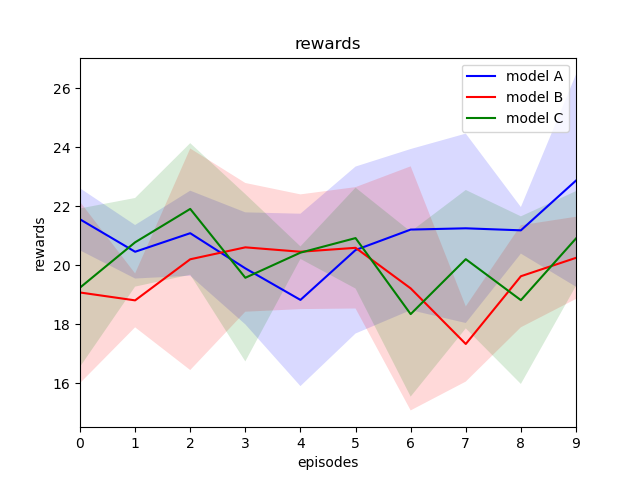 rewards
model A
model B
model C
26
24
22
20
18
16
rewards
0 1 2 3 4 5 6 7 8 9
episodes